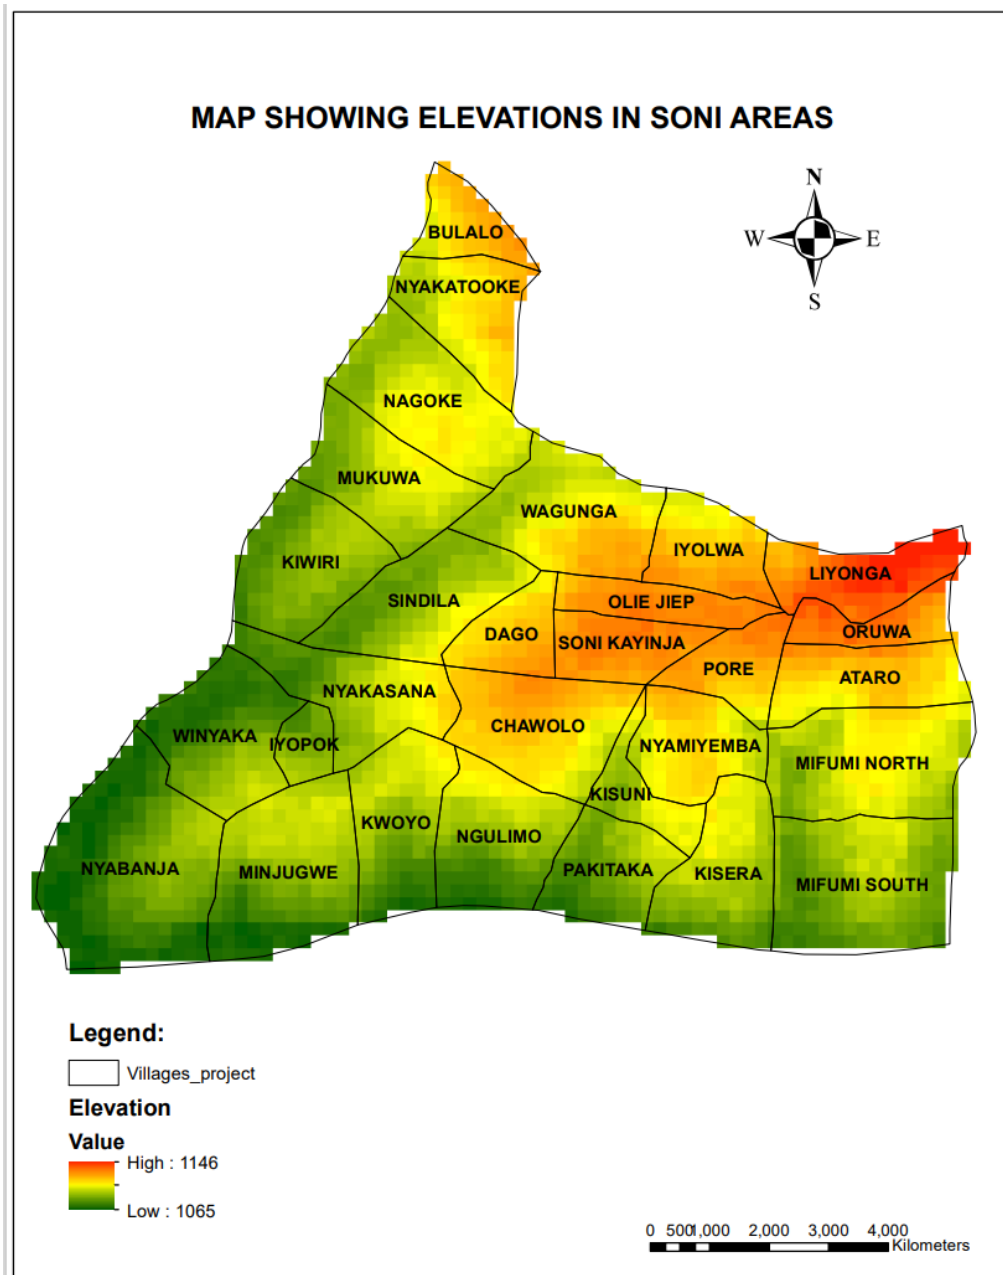 MAP SHOWING ELEVATIONS IN SONI AREAS
N
W E
S
BULALO
NYAKATOOKE
NAGOKE
MUKUWA
WAGUNGA
IYOLWA
KIWIRI
LIYONGA
SINDILA
OLIE JIEP
DAGO
SONI KAYINJA
ORUWA
PORE
ATARO
NYAKASANA
CHAWOLO
WINYAKA
IYOPOK
NYAMIYEMBA
MIFUMI NORTH
KISUNI
KWOYO
NGULIMO
NYABANJA
MINJUGWE
PAKITAKA
KISERA
MIFUMI SOUTH
Legend:
Villages_project
Elevation
Value
High : 1146
Low : 1065
0 5001,000 2,000 3,000 4,000
Kilometers